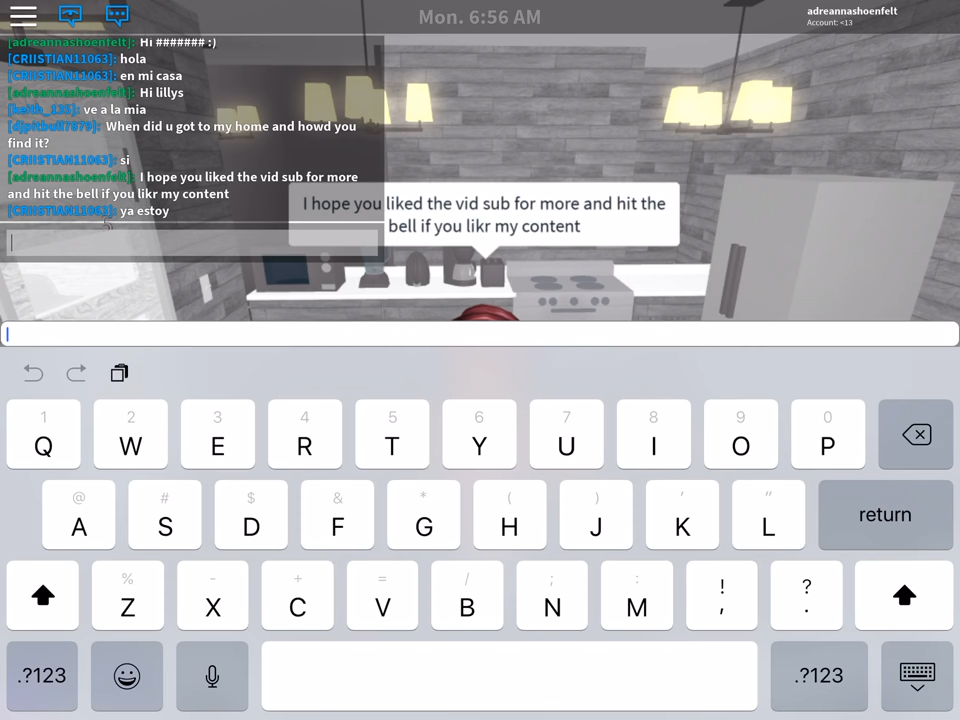 Mon. 6:56 AM
adreannashoenfelt
Account: <13
[adreannashoenfelt]: Hi ####### :)
[CRIISTIAN11063]: hola
[CRIISTIAN11063]: en mi casa
[adreannashoenfelt]: Hi lillys
[keith_135]: ve a la mia
[djpitbull7879]: When did u got to my home and howd you
find it?
[CRIISTIAN11063]: si
[adreannashoenfelt]: I hope you liked the vid sub for more
and hit the bell if you likr my content
[CRIISTIAN11063]: ya estoy
I hope you liked the vid sub for more and hit the
bell if you likr my content
1 2 3 4 5 6 7 8 9 0
Q W E R T Y U I O P
@ # $ & * ( ) ' "
A S D F G H J K L return
% - + = / ; : ! ?
Z X C V B N M , .
.?123 .?123